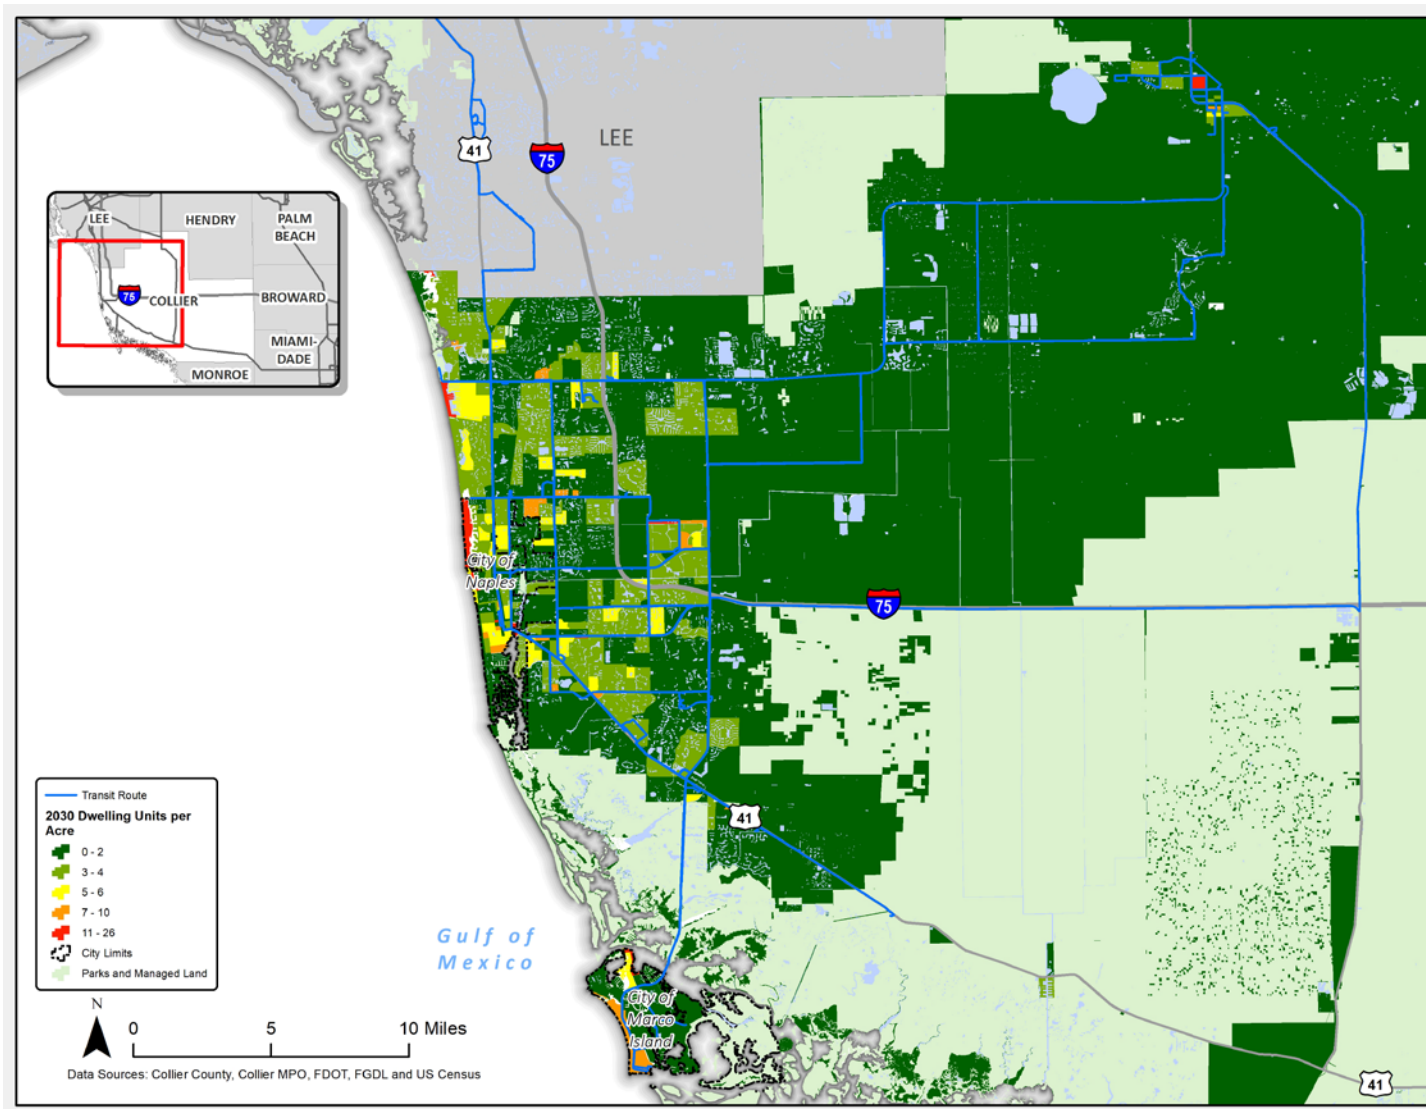 LEE
41
75
LEE
HENDRY
PALM
BEACH
75
COLLIER
BROWARD
MIAMI-
DADE
MONROE
City of
Naples
75
41
Transit Route
2030 Dwelling Units per
Acre
0 - 2
3 - 4
5 - 6
7 - 10
11 - 26
City Limits
Parks and Managed Land
Gulf of
Mexico
City of
Marco
Island
N
0 5 10 Miles
Data Sources: Collier County, Collier MPO, FDOT, FGDL and US Census
41